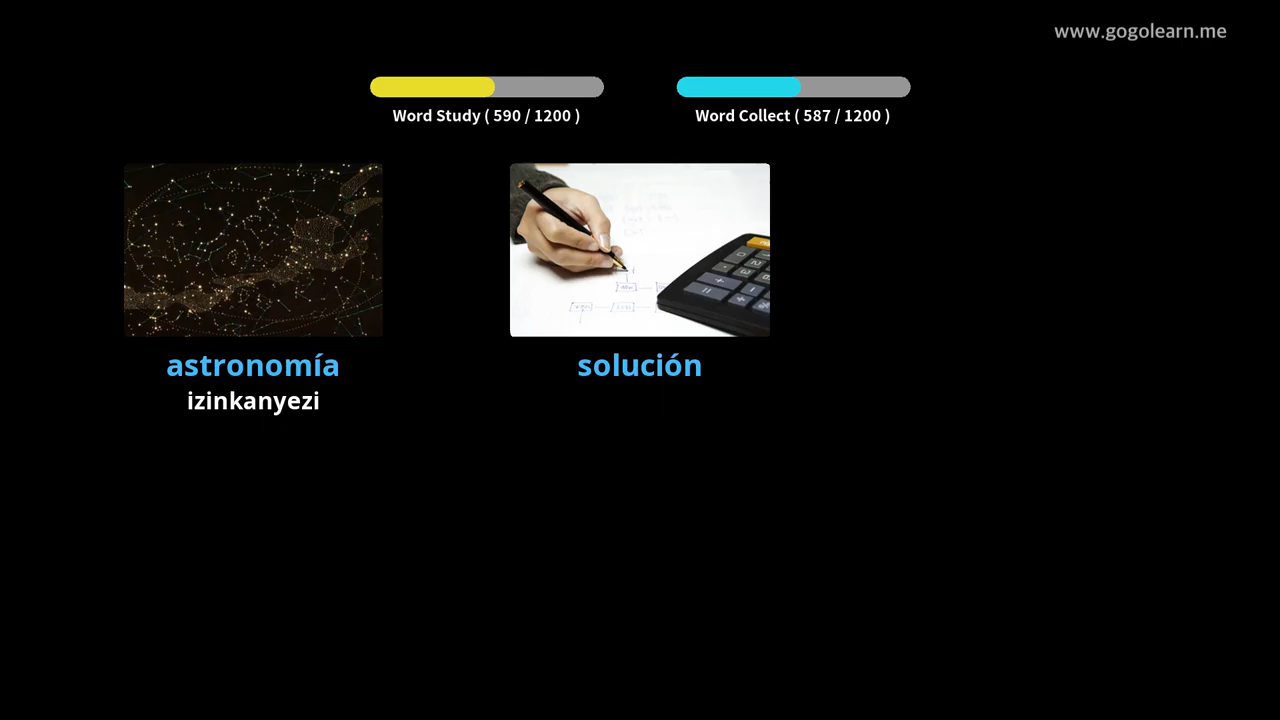 www.gogolearn.me
Word Study ( 590 / 1200 )
Word Collect ( 587 / 1200 )
astronomía
izinkanyezi
solución